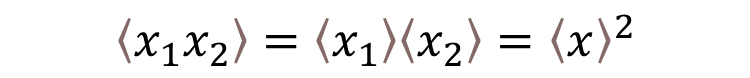 ⟨x₁x₂⟩ = ⟨x₁⟩⟨x₂⟩ = ⟨x⟩²